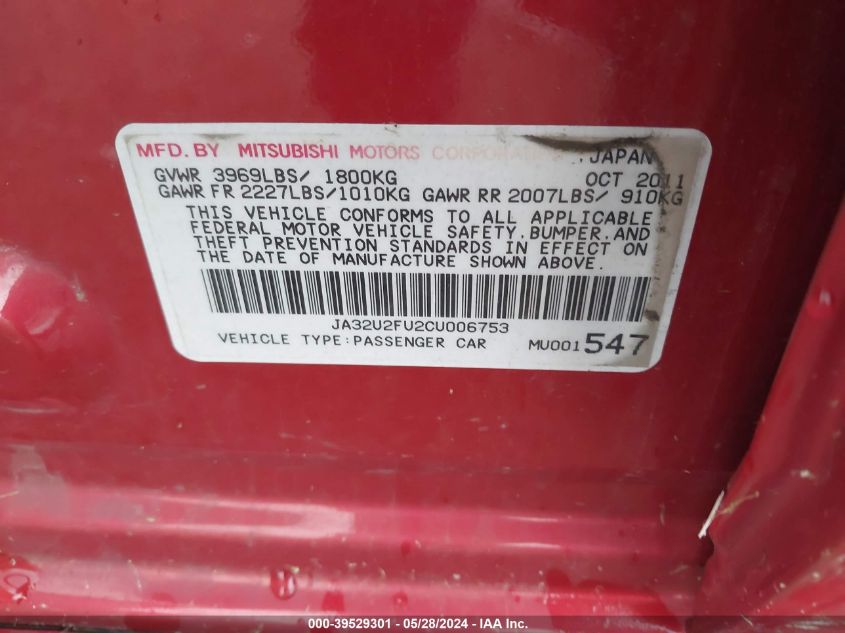 MFD. BY MITSUBISHI MOTORS CORPORATION, JAPAN
GVWR 3969LBS/ 1800KG OCT 2011
GAWR FR 2227LBS/1010KG GAWR RR 2007LBS/ 910KG
THIS VEHICLE CONFORMS TO ALL APPLICABLE
FEDERAL MOTOR VEHICLE SAFETY, BUMPER, AND
THEFT PREVENTION STANDARDS IN EFFECT ON
THE DATE OF MANUFACTURE SHOWN ABOVE.
JA32U2FU2CU006753
VEHICLE TYPE:PASSENGER CAR MU001547
000-39529301 - 05/28/2024 - IAA Inc.